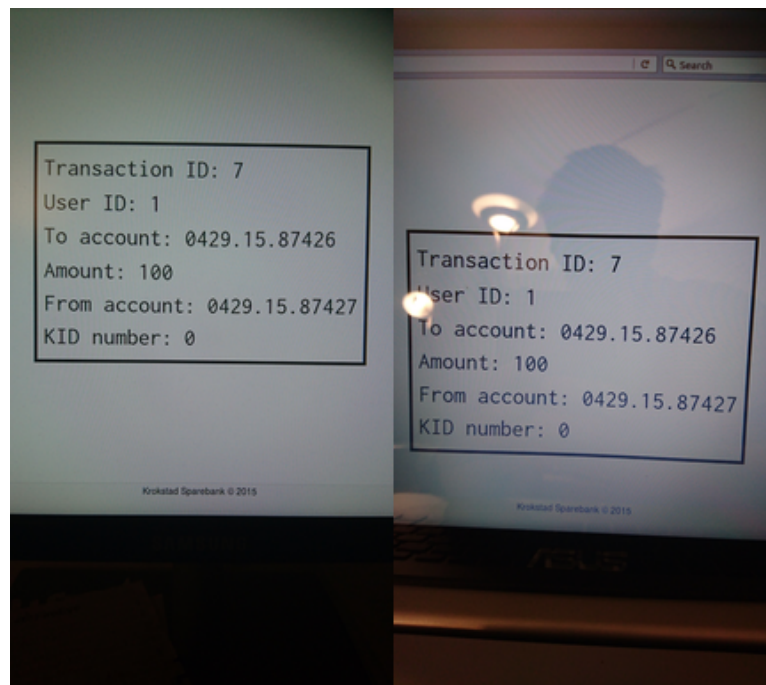 Transaction ID: 7
User ID: 1
To account: 0429.15.87426
Amount: 100
From account: 0429.15.87427
KID number: 0
Krokstad Sparebank © 2015
SAMSUNG
Search
Transaction ID: 7
User ID: 1
To account: 0429.15.87426
Amount: 100
From account: 0429.15.87427
KID number: 0
Krokstad Sparebank © 2015
ASUS